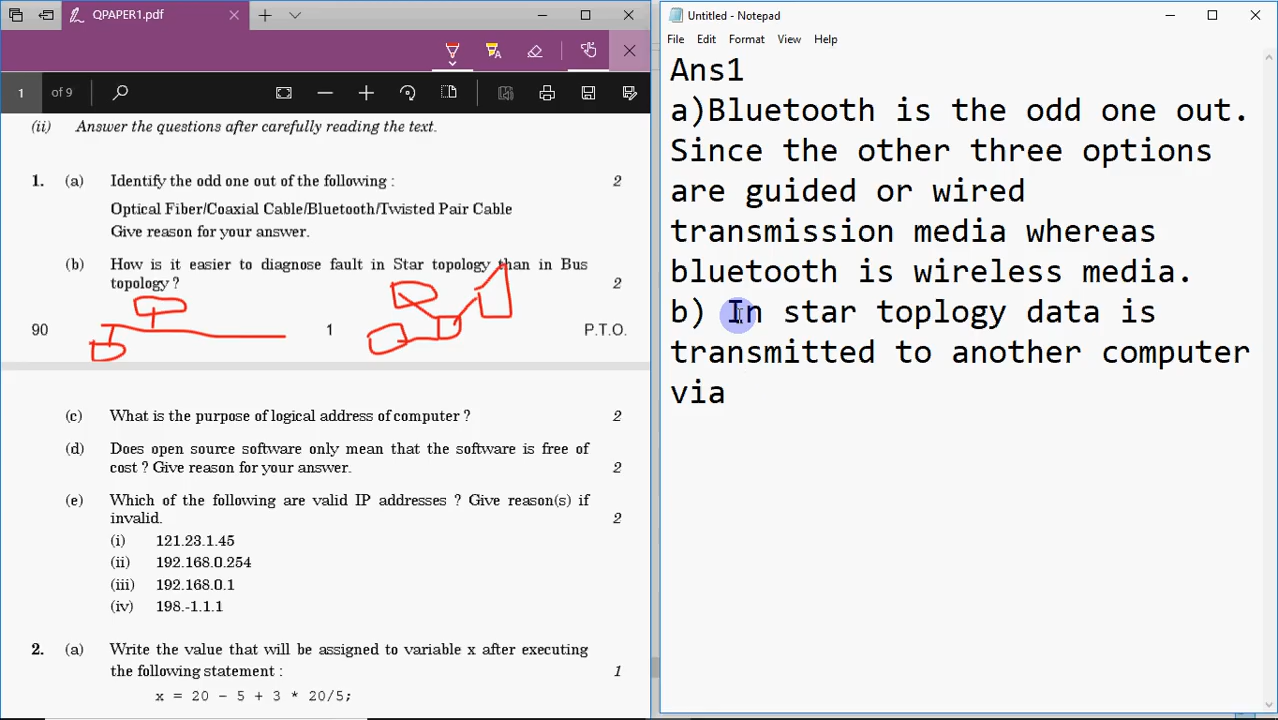 QPAPER1.pdf
1 of 9
(ii) Answer the questions after carefully reading the text.
1. (a) Identify the odd one out of the following : 2
Optical Fiber/Coaxial Cable/Bluetooth/Twisted Pair Cable
Give reason for your answer.
(b) How is it easier to diagnose fault in Star topology than in Bus
topology ? 2
90 1 P.T.O.
(c) What is the purpose of logical address of computer ? 2
(d) Does open source software only mean that the software is free of
cost ? Give reason for your answer. 2
(e) Which of the following are valid IP addresses ? Give reason(s) if
invalid. 2
(i) 121.23.1.45
(ii) 192.168.0.254
(iii) 192.168.0.1
(iv) 198.-1.1.1
2. (a) Write the value that will be assigned to variable x after executing
the following statement : 1
x = 20 - 5 + 3 * 20/5;
Untitled - Notepad
File Edit Format View Help
Ans1
a)Bluetooth is the odd one out.
Since the other three options
are guided or wired
transmission media whereas
bluetooth is wireless media.
b) In star toplogy data is
transmitted to another computer
via